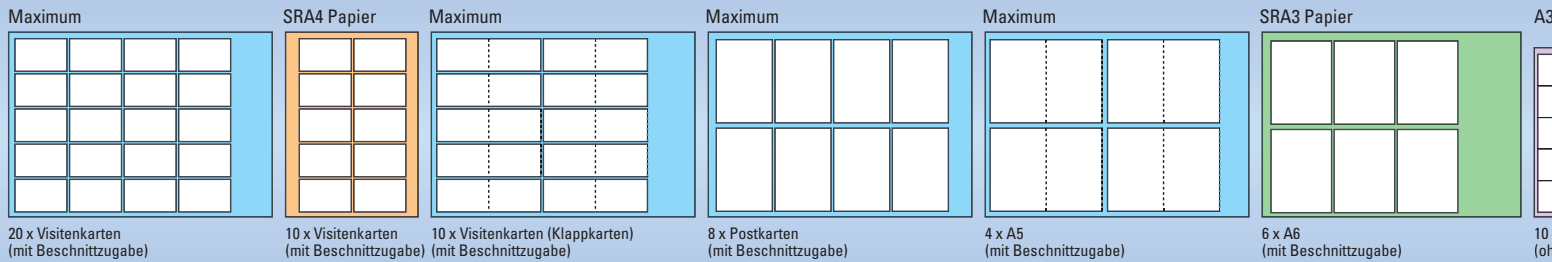 Maximum
20 x Visitenkarten
(mit Beschnittzugabe)
SRA4 Papier
10 x Visitenkarten
(mit Beschnittzugabe)
Maximum
10 x Visitenkarten (Klappkarten)
(mit Beschnittzugabe)
Maximum
8 x Postkarten
(mit Beschnittzugabe)
Maximum
4 x A5
(mit Beschnittzugabe)
SRA3 Papier
6 x A6
(mit Beschnittzugabe)
A3
10